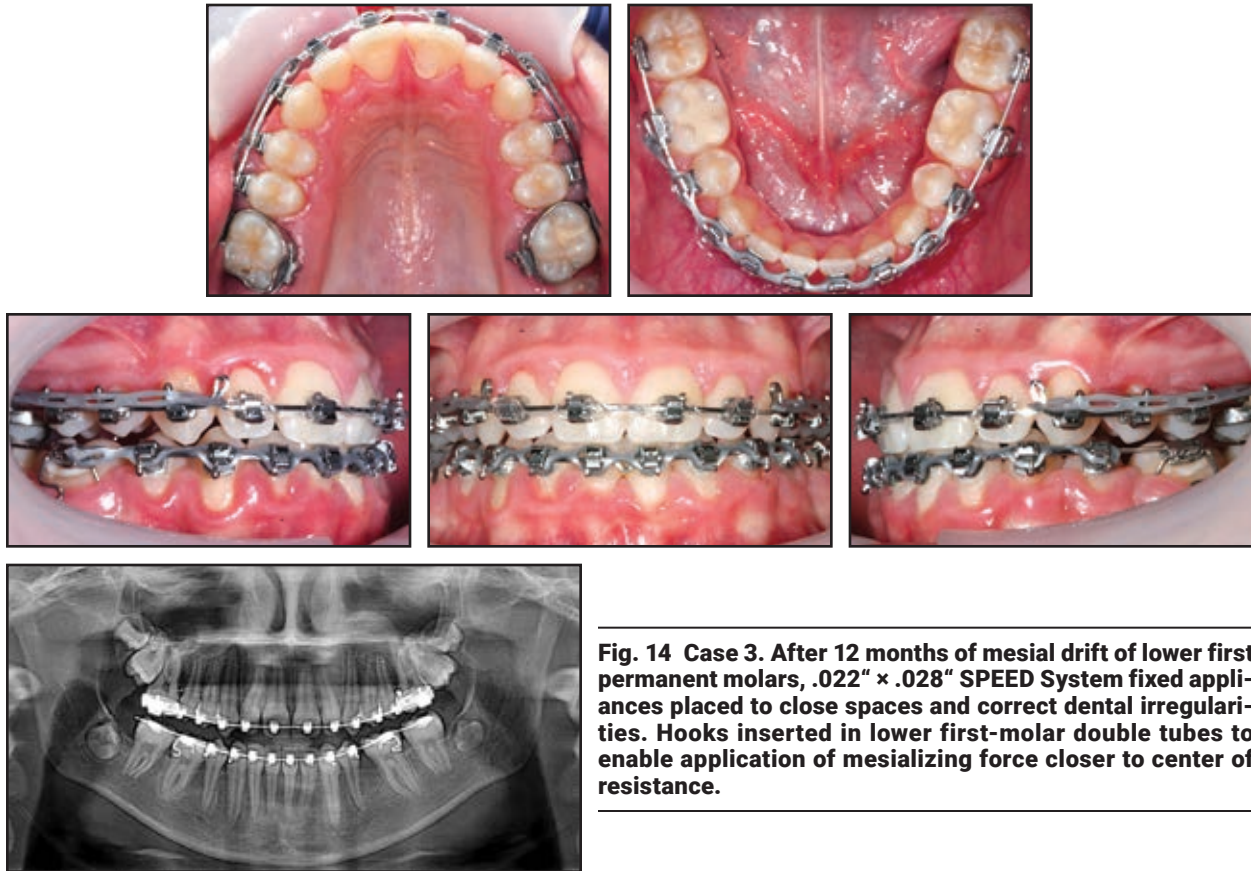 Fig. 14 Case 3. After 12 months of mesial drift of lower first
permanent molars, .022“ × .028“ SPEED System fixed appli-
ances placed to close spaces and correct dental irregulari-
ties. Hooks inserted in lower first-molar double tubes to
enable application of mesializing force closer to center of
resistance.